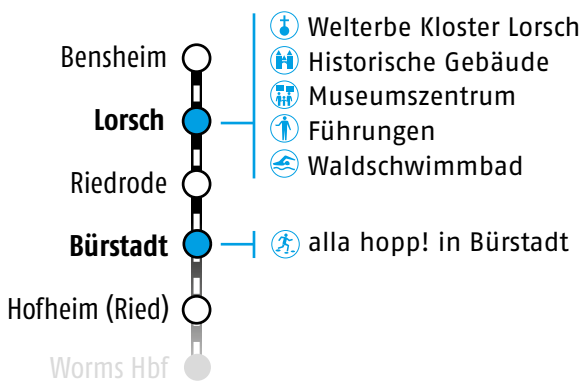 Bensheim
Lorsch
Riedrode
Bürstadt
Hofheim (Ried)
Worms Hbf
Welterbe Kloster Lorsch
Historische Gebäude
Museumszentrum
Führungen
Waldschwimmbad
alla hopp! in Bürstadt